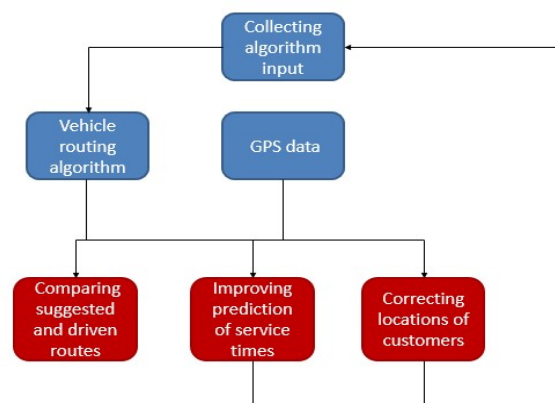 Collecting
algorithm
input
Vehicle
routing
algorithm
GPS data
Comparing
suggested
and driven
routes
Improving
prediction
of service
times
Correcting
locations of
customers